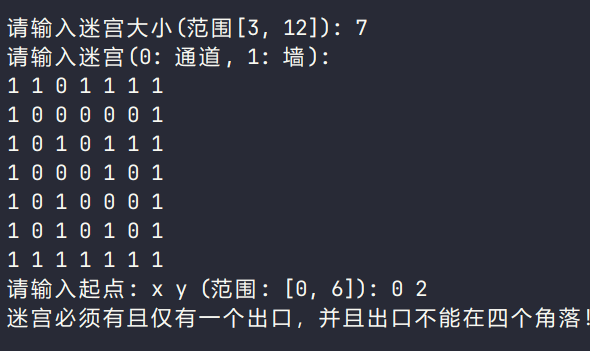 请输入迷宫大小(范围[3, 12]): 7
请输入迷宫(0: 通道, 1: 墙):
1 1 0 1 1 1 1
1 0 0 0 0 0 1
1 0 1 0 1 1 1
1 0 0 0 1 0 1
1 0 1 0 0 0 1
1 0 1 0 1 0 1
1 1 1 1 1 1 1
请输入起点: x y (范围: [0, 6]): 0 2
迷宫必须有且仅有一个出口, 并且出口不能在四个角落!